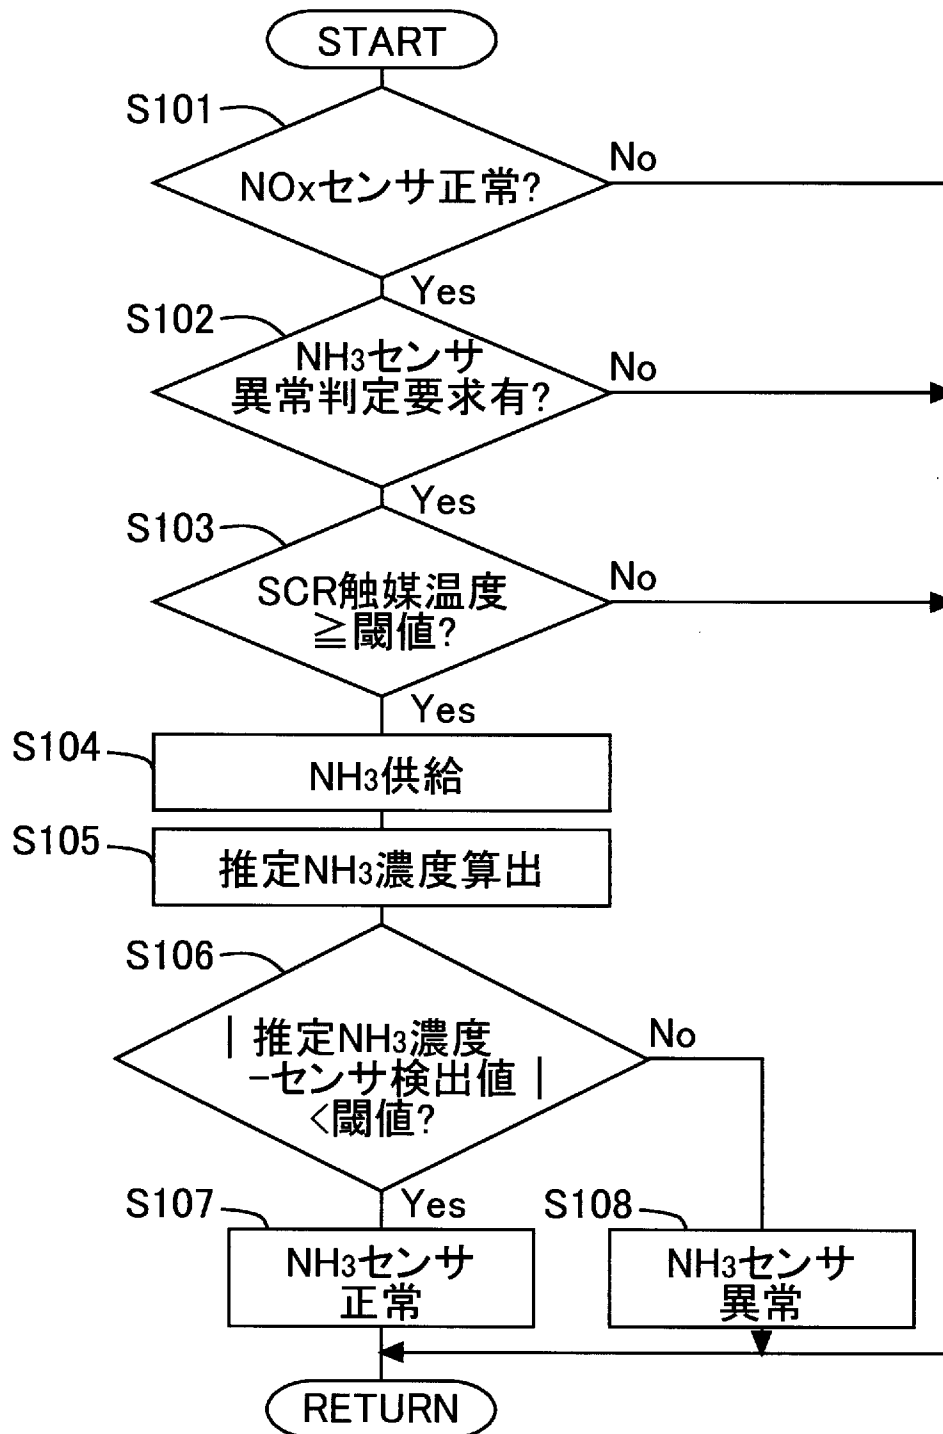 START
S101
NOxセンサ正常?
No
Yes
S102
NH3センサ
異常判定要求有?
No
Yes
S103
SCR触媒温度
≧閾値?
No
Yes
S104
NH3供給
S105
推定NH3濃度算出
S106
| 推定NH3濃度
-センサ検出値 |
<閾値?
No
Yes
S107
NH3センサ
正常
S108
NH3センサ
異常
RETURN